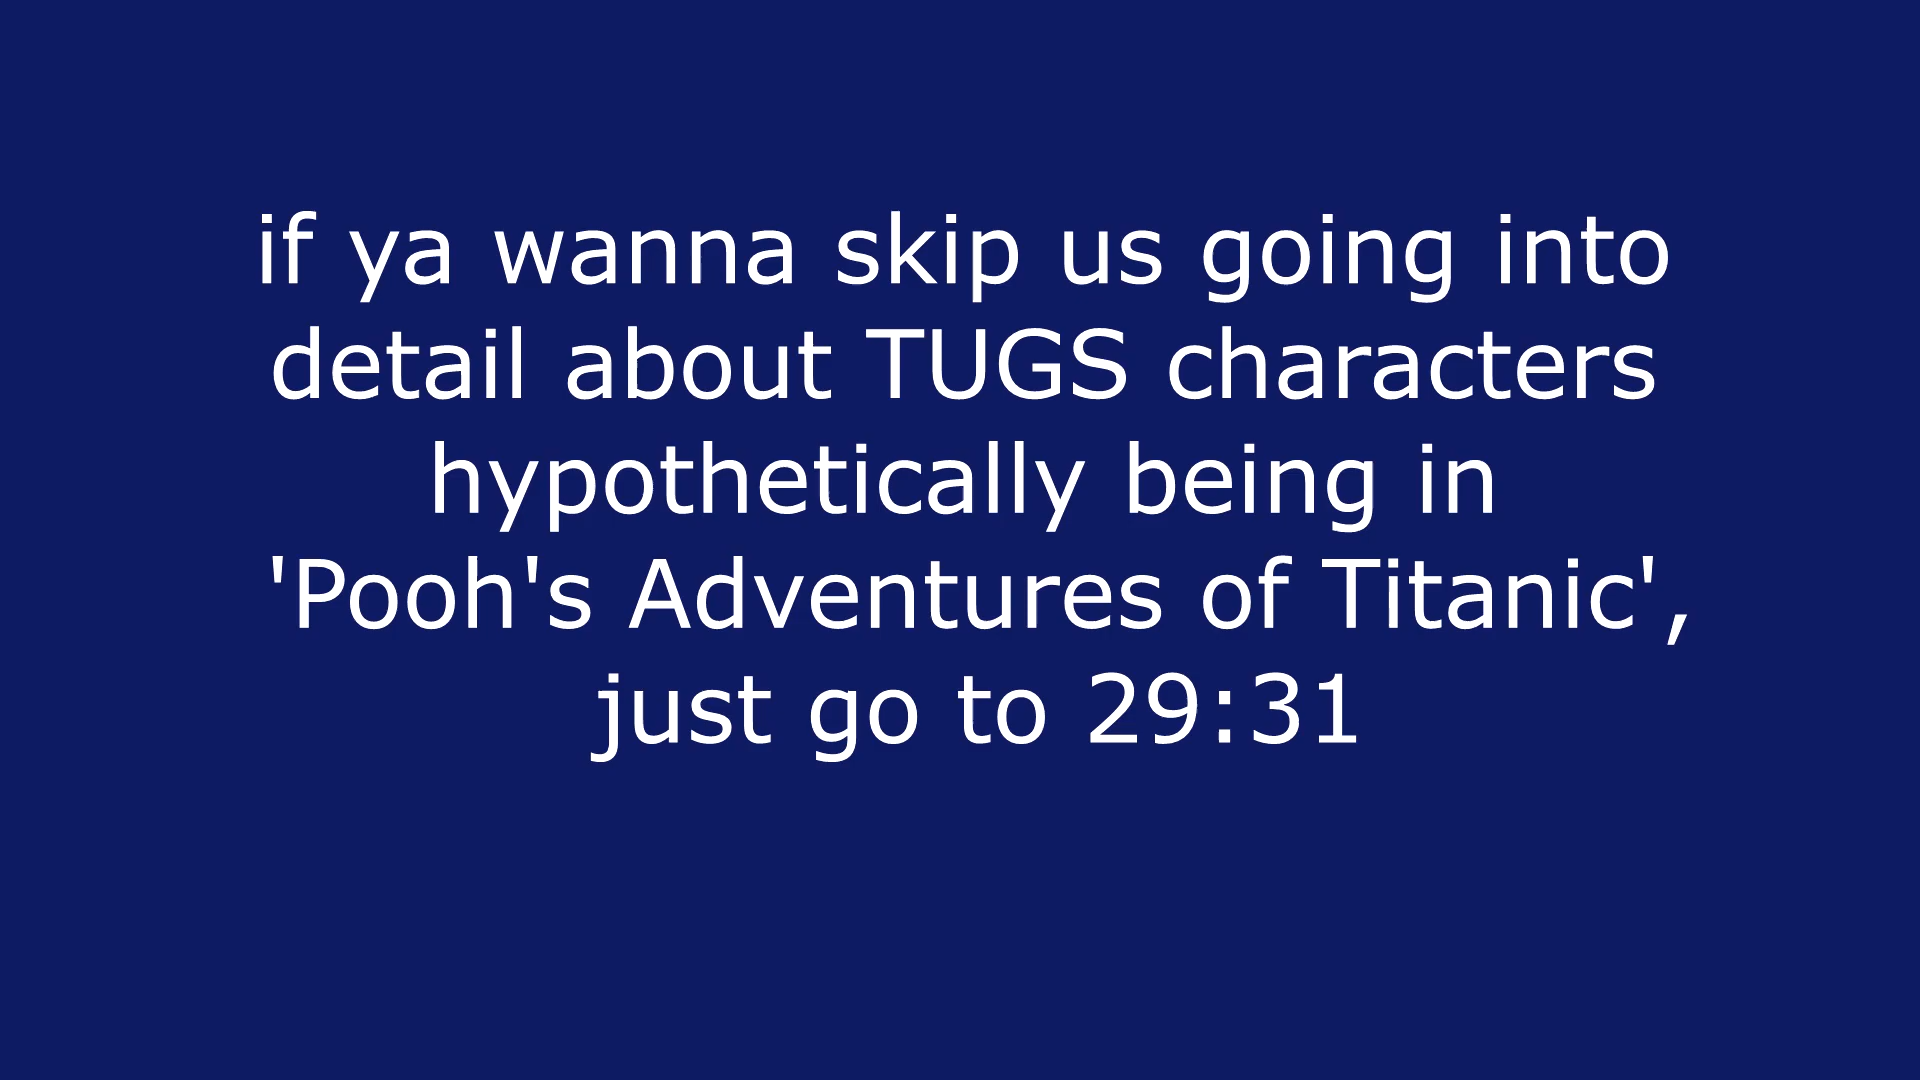 if ya wanna skip us going into
detail about TUGS characters
hypothetically being in
'Pooh's Adventures of Titanic',
just go to 29:31